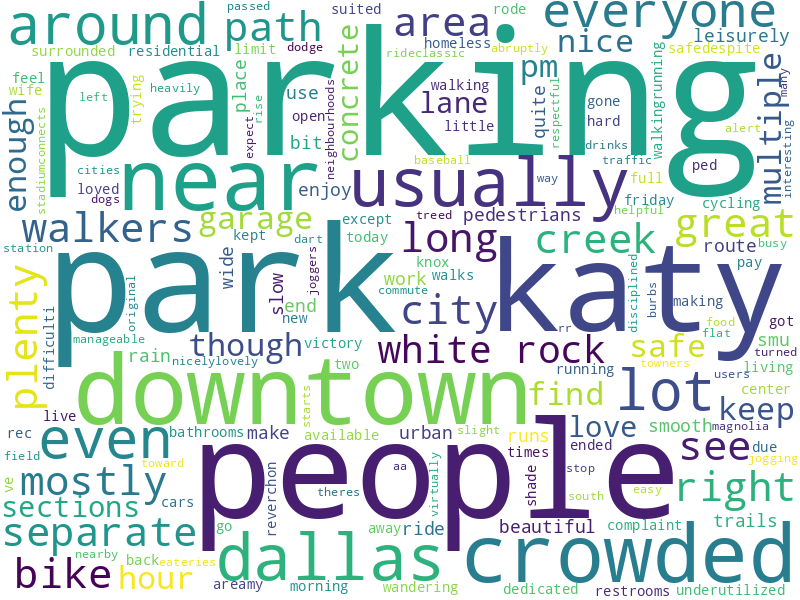 around path area everyone
passed suited rode
surrounded residential limit dodge homeless abruptly nice leisurely
rideclassic safedespite
parking
feel wife left heavily trying place rise use open walking lane pm concrete quite gone hard walkingrunning multiple many
expect neighbourhoods little respectful drinks interesting
enough stadiumconnects cities bit baseball traffic alert
near usually way full ped
loved dogs enjoy friday cycling
treed pedestrians helpful
walkers garage except long creek great
station kept today dart knox route busy
park katy
wide slow joggers work walks city disciplined burbs pay making
original end commute food
difficulti new rr flat got
manageable though victory white rock safe smu turned
plenty rain two towners living
nicelylovely running users center
downtown find lot keep
live starts love smooth magnolia
rec bathrooms make available urban slight runs ended see due
even times jogging
field toward theres aa stop
people
mostly cars reverchon virtually shade south easy right
ve sections go away ride beautiful complaint trails
separate
nearby back dallas crowded
eateries
bike hour areamy morning wandering dedicated restrooms underutilized